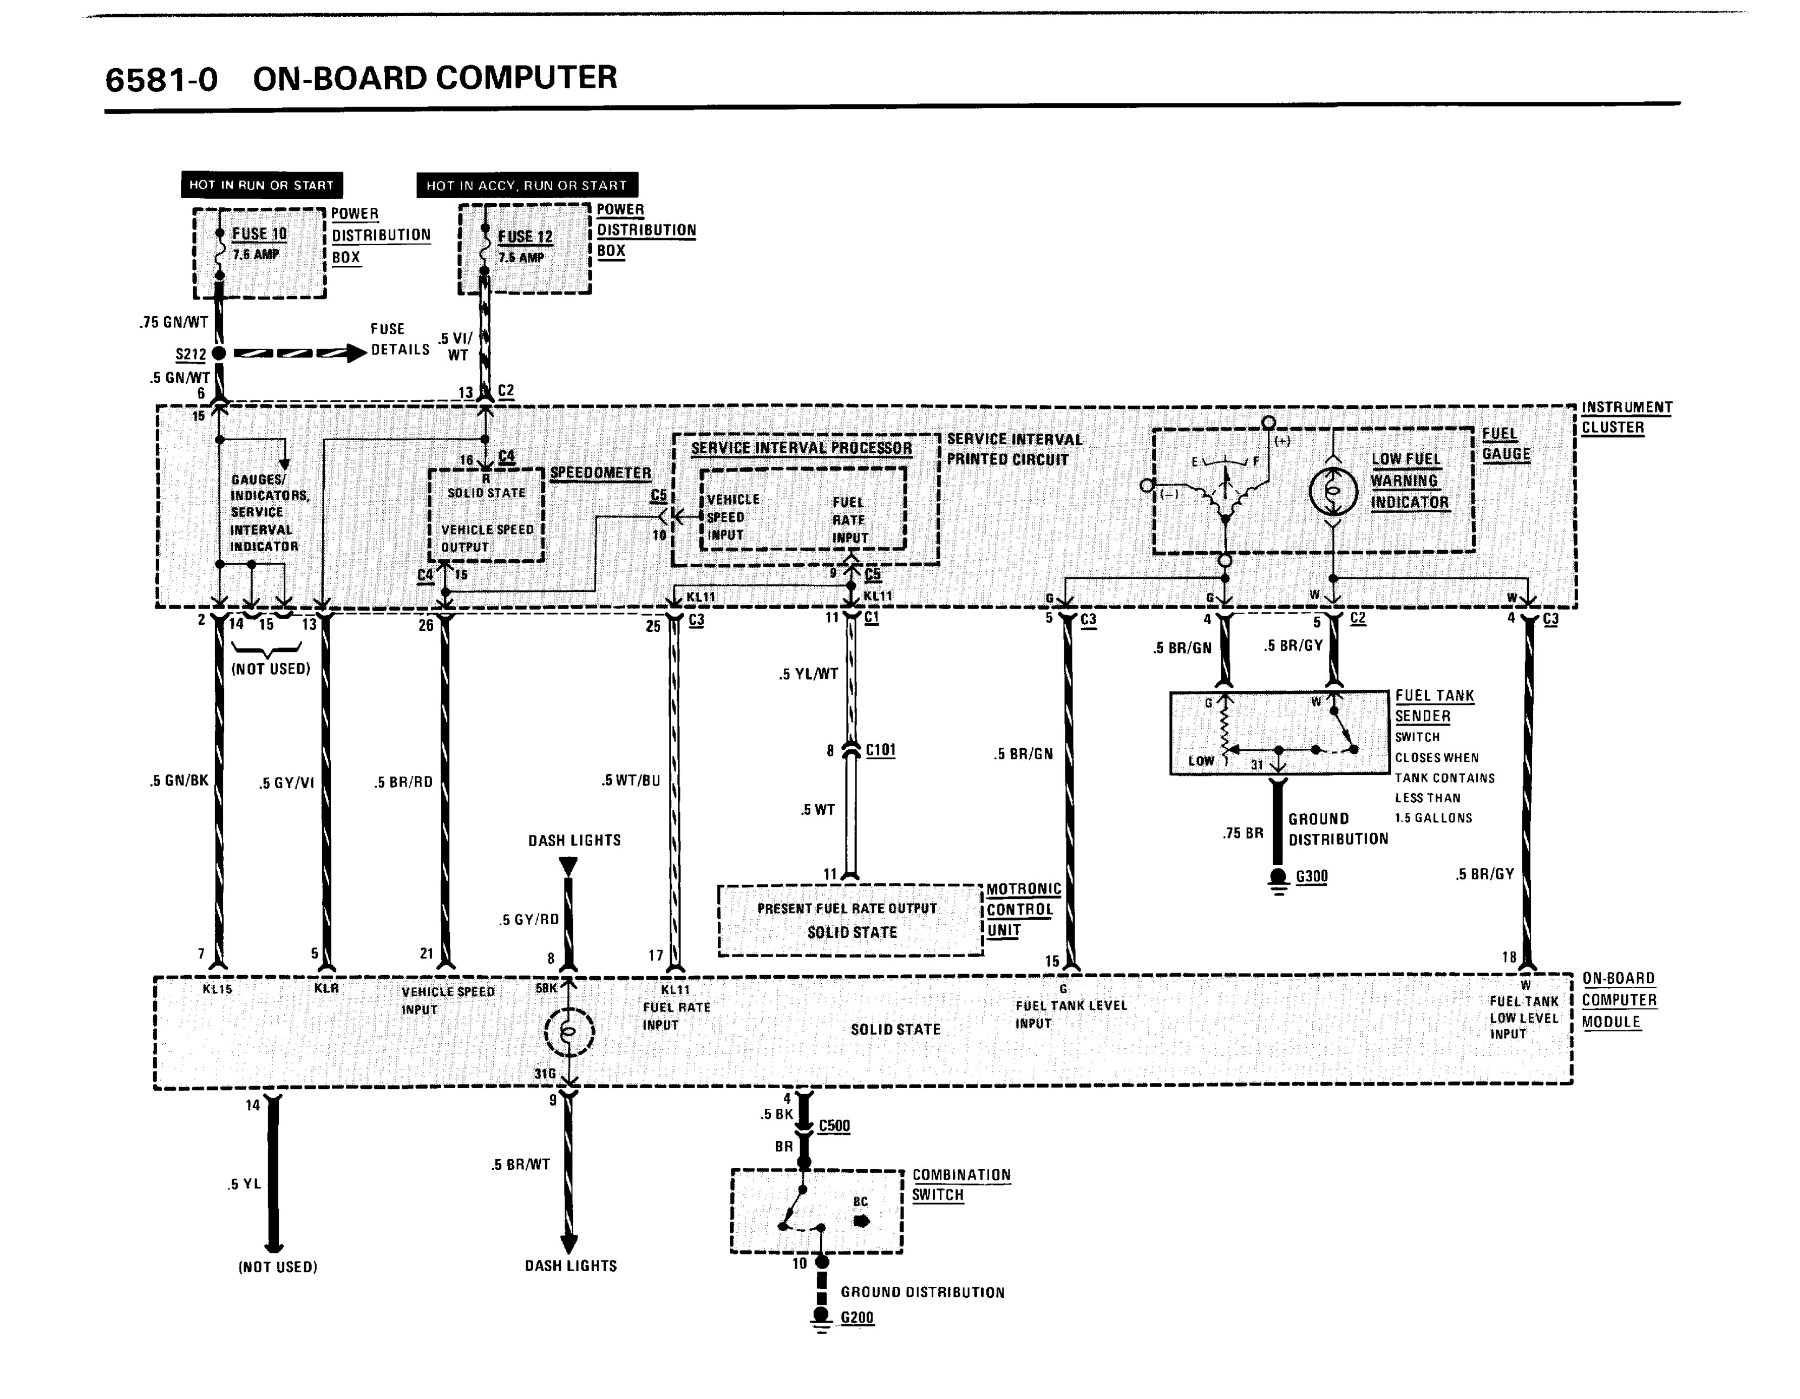 6581-0 ON-BOARD COMPUTER
HOT IN RUN OR START
HOT IN ACCY, RUN OR START
FUSE 10
7.5 AMP
POWER
DISTRIBUTION
BOX
FUSE 12
7.5 AMP
POWER
DISTRIBUTION
BOX
.75 GN/WT
S212
FUSE
DETAILS
.5 GN/WT
6
.5 VI/
WT
13
C2
INSTRUMENT
CLUSTER
15
GAUGES/
INDICATORS,
SERVICE
INTERVAL
INDICATOR
16
C4
R
SOLID STATE
VEHICLE SPEED
OUTPUT
SPEEDOMETER
C4
15
C5
10
SERVICE INTERVAL PROCESSOR
SERVICE INTERVAL
PRINTED CIRCUIT
VEHICLE
SPEED
INPUT
FUEL
RATE
INPUT
9
C5
KL11
KL11
(+)
E
F
(-)
LOW FUEL
WARNING
INDICATOR
FUEL
GAUGE
G
G
W
W
2
14
15
13
26
25
C3
11
C1
5
C3
4
5
C2
4
C3
(NOT USED)
.5 YL/WT
.5 BR/GN
.5 BR/GY
8
C101
.5 GN/BK
.5 GY/VI
.5 BR/RD
.5 WT/BU
.5 WT
.5 BR/GN
G
W
LOW
31
FUEL TANK
SENDER
SWITCH
CLOSES WHEN
TANK CONTAINS
LESS THAN
1.5 GALLONS
.75 BR
GROUND
DISTRIBUTION
G300
.5 BR/GY
DASH LIGHTS
.5 GY/RD
11
PRESENT FUEL RATE OUTPUT
SOLID STATE
MOTRONIC
CONTROL
UNIT
7
5
21
8
17
15
18
KL15
KLR
VEHICLE SPEED
INPUT
58K
KL11
FUEL RATE
INPUT
SOLID STATE
G
FUEL TANK LEVEL
INPUT
W
FUEL TANK
LOW LEVEL
INPUT
ON-BOARD
COMPUTER
MODULE
31G
14
9
4
.5 YL
(NOT USED)
.5 BR/WT
DASH LIGHTS
.5 BK
C500
BR
COMBINATION
SWITCH
BC
10
GROUND DISTRIBUTION
G200